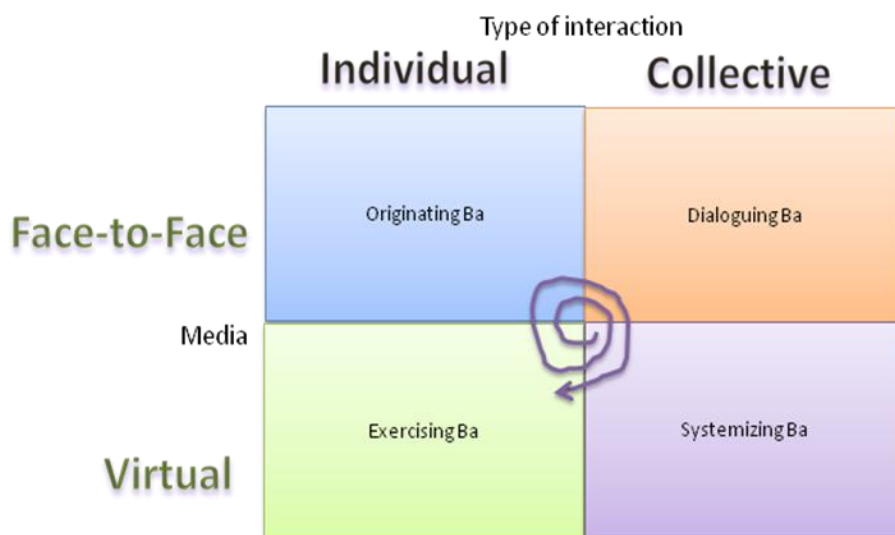 Type of interaction
Individual
Collective
Originating Ba
Dialoguing Ba
Face-to-Face
Media
Exercising Ba
Systemizing Ba
Virtual